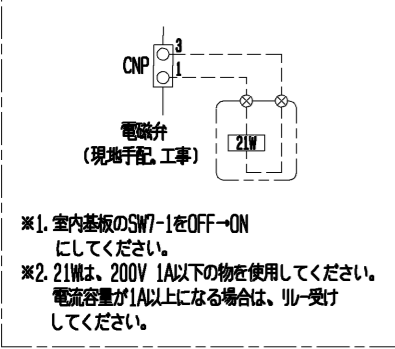 3
CNP
1
電磁弁
(現地手配、工事)
21W
※1. 室内基板のSW7-1をOFF→ON
にしてください。
※2. 21Wは、200V 1A以下の物を使用してください。
電流容量が1A以上になる場合は、リレー受け
してください。